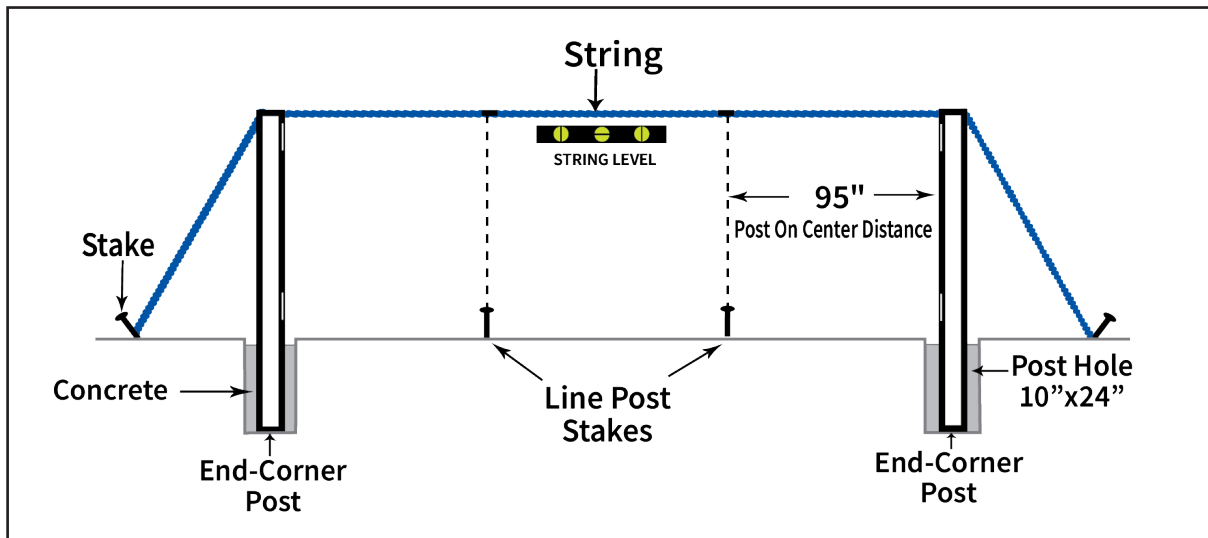 String
STRING LEVEL
95"
Post On Center Distance
Stake
Concrete
Line Post
Stakes
Post Hole
10”x24”
End-Corner
Post
End-Corner
Post